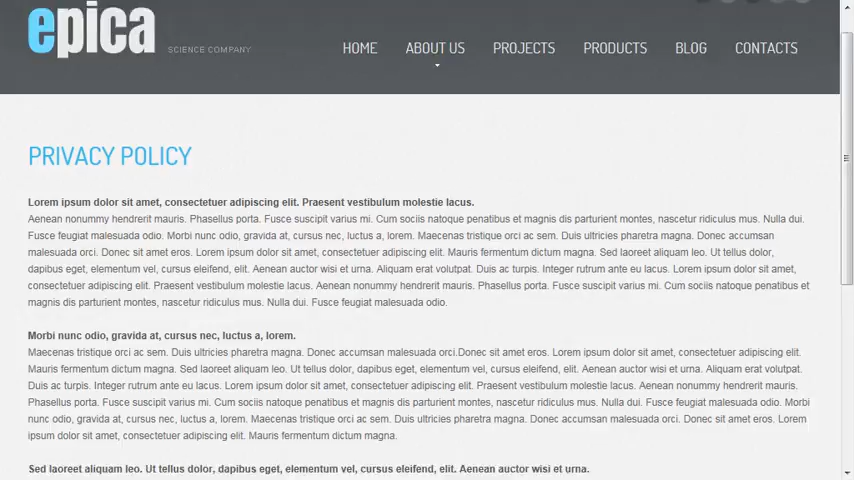 epica
SCIENCE COMPANY
HOME ABOUT US PROJECTS PRODUCTS BLOG CONTACTS
PRIVACY POLICY
Lorem ipsum dolor sit amet, consectetuer adipiscing elit. Praesent vestibulum molestie lacus.
Aenean nonummy hendrerit mauris. Phasellus porta. Fusce suscipit varius mi. Cum sociis natoque penatibus et magnis dis parturient montes, nascetur ridiculus mus. Nulla dui.
Fusce feugiat malesuada odio. Morbi nunc odio, gravida at, cursus nec, luctus a, lorem. Maecenas tristique orci ac sem. Duis ultricies pharetra magna. Donec accumsan
malesuada orci. Donec sit amet eros. Lorem ipsum dolor sit amet, consectetuer adipiscing elit. Mauris fermentum dictum magna. Sed laoreet aliquam leo. Ut tellus dolor,
dapibus eget, elementum vel, cursus eleifend, elit. Aenean auctor wisi et urna. Aliquam erat volutpat. Duis ac turpis. Integer rutrum ante eu lacus. Lorem ipsum dolor sit amet,
consectetuer adipiscing elit. Praesent vestibulum molestie lacus. Aenean nonummy hendrerit mauris. Phasellus porta. Fusce suscipit varius mi. Cum sociis natoque penatibus et
magnis dis parturient montes, nascetur ridiculus mus. Nulla dui. Fusce feugiat malesuada odio.
Morbi nunc odio, gravida at, cursus nec, luctus a, lorem.
Maecenas tristique orci ac sem. Duis ultricies pharetra magna. Donec accumsan malesuada orci.Donec sit amet eros. Lorem ipsum dolor sit amet, consectetuer adipiscing elit.
Mauris fermentum dictum magna. Sed laoreet aliquam leo. Ut tellus dolor, dapibus eget, elementum vel, cursus eleifend, elit. Aenean auctor wisi et urna. Aliquam erat volutpat.
Duis ac turpis. Integer rutrum ante eu lacus. Lorem ipsum dolor sit amet, consectetuer adipiscing elit. Praesent vestibulum molestie lacus. Aenean nonummy hendrerit mauris.
Phasellus porta. Fusce suscipit varius mi. Cum sociis natoque penatibus et magnis dis parturient montes, nascetur ridiculus mus. Nulla dui. Fusce feugiat malesuada odio. Morbi
nunc odio, gravida at, cursus nec, luctus a, lorem. Maecenas tristique orci ac sem. Duis ultricies pharetra magna. Donec accumsan malesuada orci. Donec sit amet eros. Lorem
ipsum dolor sit amet, consectetuer adipiscing elit. Mauris fermentum dictum magna.
Sed laoreet aliquam leo. Ut tellus dolor, dapibus eget, elementum vel, cursus eleifend, elit. Aenean auctor wisi et urna.